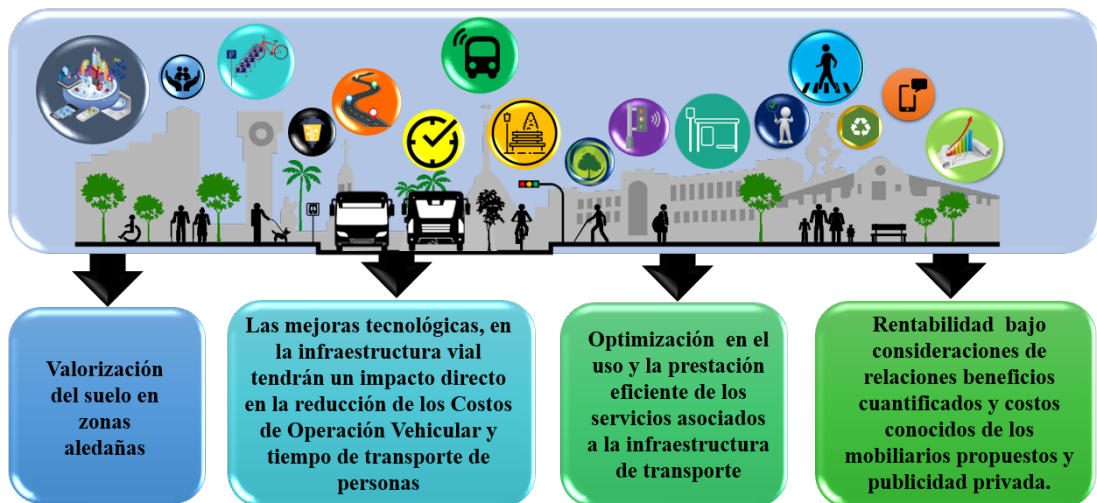 P
Valorización
del suelo en
zonas
aledañas
Las mejoras tecnológicas, en
la infraestructura vial
tendrán un impacto directo
en la reducción de los Costos
de Operación Vehicular y
tiempo de transporte de
personas
Optimización en el
uso y la prestación
eficiente de los
servicios asociados
a la infraestructura
de transporte
Rentabilidad bajo
consideraciones de
relaciones beneficios
cuantificados y costos
conocidos de los
mobiliarios propuestos y
publicidad privada.